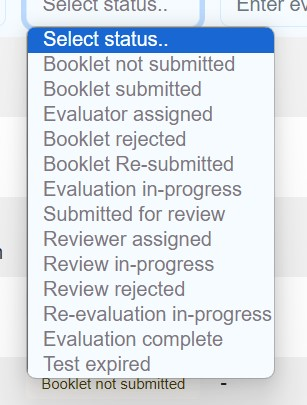 Select status..
Enter ev
Select status..
Booklet not submitted
Booklet submitted
Evaluator assigned
Booklet rejected
Booklet Re-submitted
Evaluation in-progress
Submitted for review
Reviewer assigned
Review in-progress
Review rejected
Re-evaluation in-progress
Evaluation complete
Test expired
Booklet not submitted -